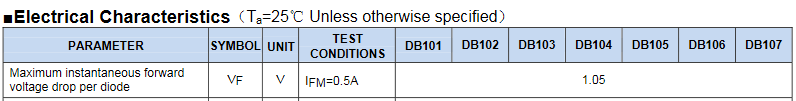 ■Electrical Characteristics（Ta=25℃ Unless otherwise specified）
PARAMETER SYMBOL UNIT TEST CONDITIONS DB101 DB102 DB103 DB104 DB105 DB106 DB107
Maximum instantaneous forward
voltage drop per diode VF V IFM=0.5A 1.05